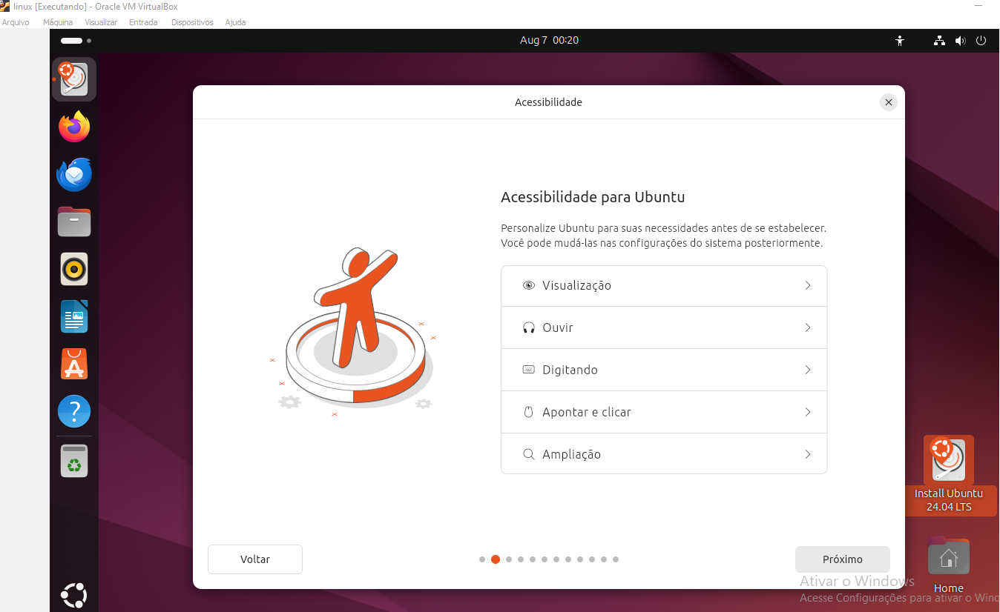 linux [Executando] - Oracle VM VirtualBox
Arquivo Máquina Visualizar Entrada Dispositivos Ajuda
Aug 7 00:20
Acessibilidade
Acessibilidade para Ubuntu
Personalize Ubuntu para suas necessidades antes de se estabelecer.
Você pode mudá-las nas configurações do sistema posteriormente.
Visualização
Ouvir
Digitando
Apontar e clicar
Ampliação
Install Ubuntu
24.04 LTS
Voltar
Próximo
Ativar o Windows
Home
Acesse Configurações para ativar o Wind